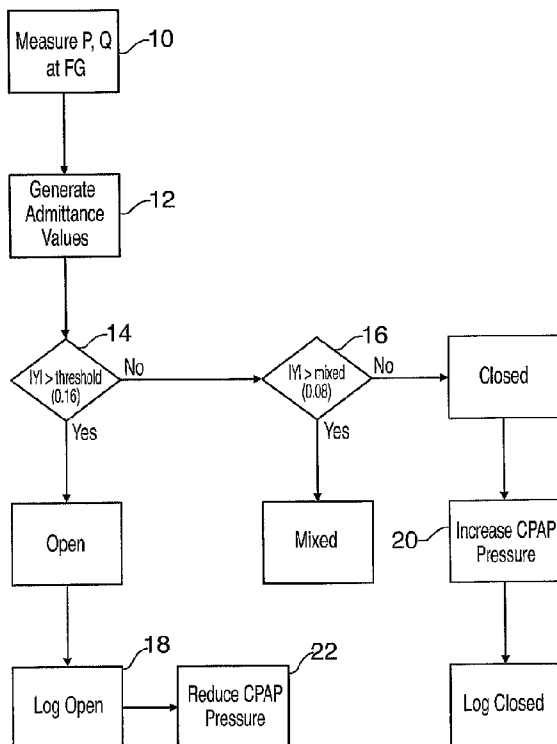 Measure P, Q
at FG
10
Generate
Admittance
Values
12
14
|Y| > threshold
(0.16)
No
Yes
16
|Y| > mixed
(0.08)
No
Yes
Closed
Open
Mixed
20
Increase CPAP
Pressure
18
Log Open
22
Reduce CPAP
Pressure
Log Closed